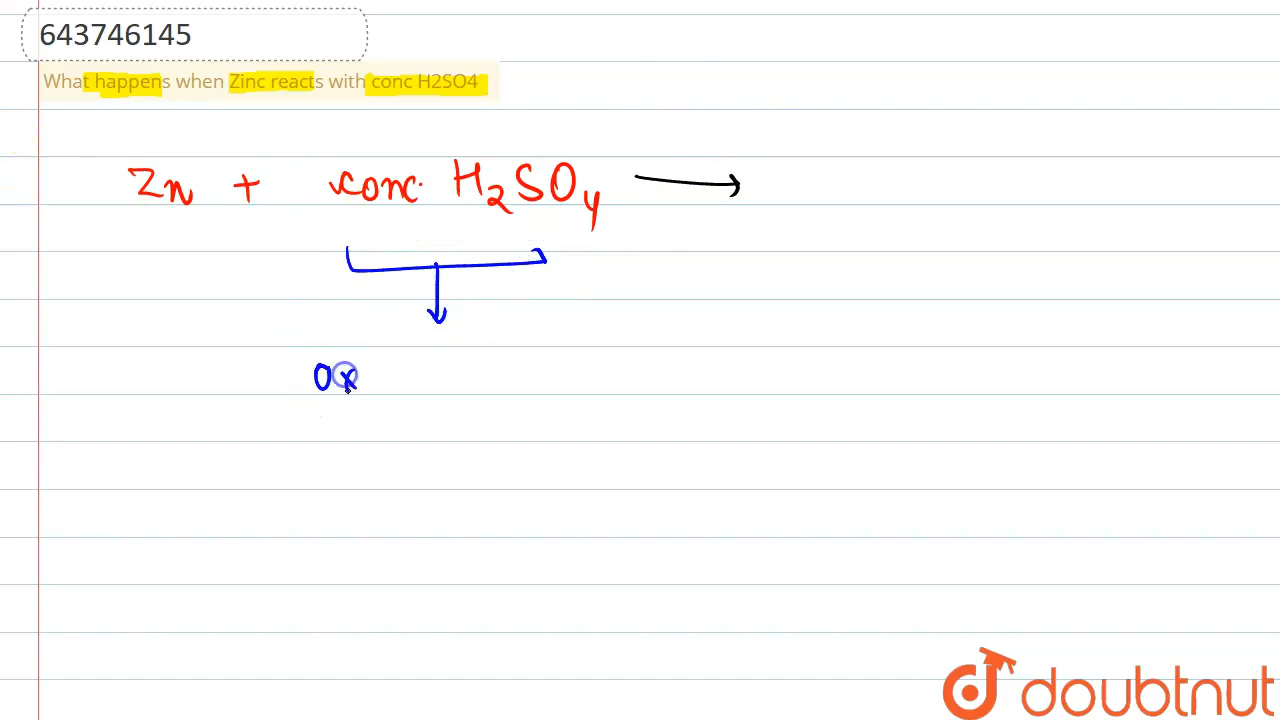 643746145
What happens when Zinc reacts with conc H2SO4
Zn + conc. H2SO4 ⟶
Ox
doubtnut